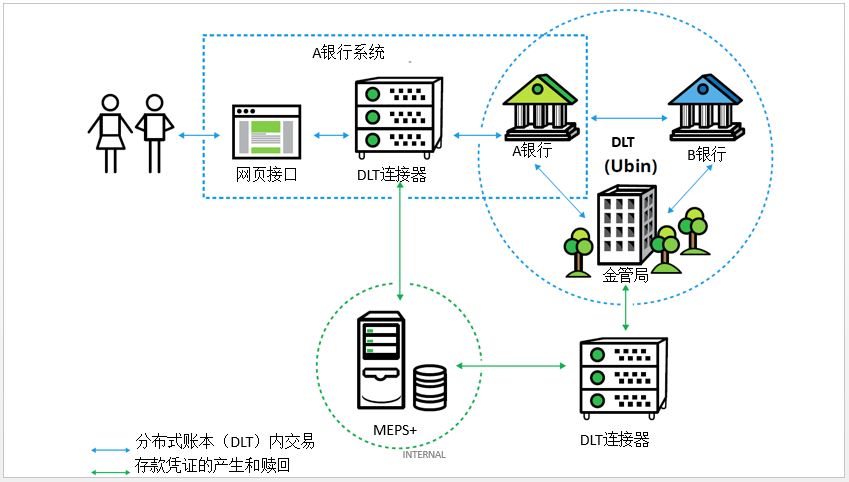 A银行系统
网页接口
DLT连接器
A银行
DLT
(Ubin)
B银行
金管局
MEPS+
DLT连接器
分布式账本（DLT）内交易
存款凭证的产生和赎回
INTERNAL